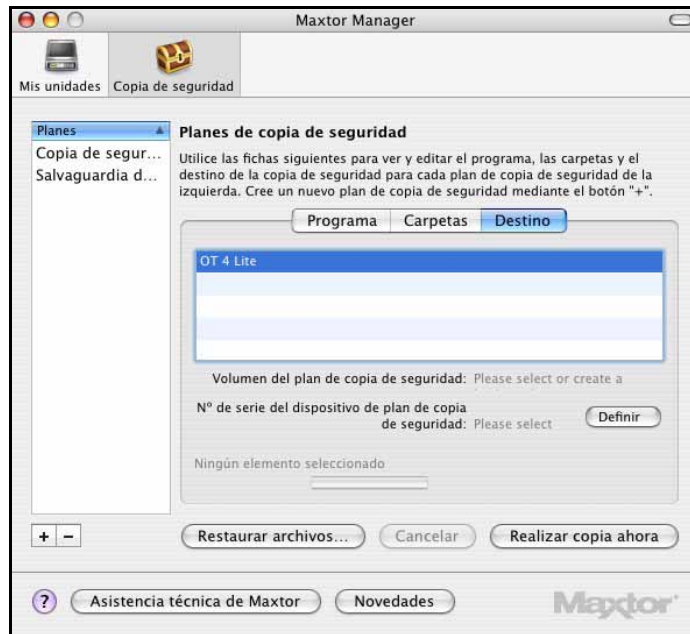 Maxtor Manager
Mis unidades
Copia de seguridad
Planes
Copia de segur...
Salvaguardia d...
Planes de copia de seguridad
Utilice las fichas siguientes para ver y editar el programa, las carpetas y el
destino de la copia de seguridad para cada plan de copia de seguridad de la
izquierda. Cree un nuevo plan de copia de seguridad mediante el botón "+".
Programa
Carpetas
Destino
OT 4 Lite
Volumen del plan de copia de seguridad: Please select or create a
Nº de serie del dispositivo de plan de copia
de seguridad: Please select
Definir
Ningún elemento seleccionado
+ −
Restaurar archivos...
Cancelar
Realizar copia ahora
?
Asistencia técnica de Maxtor
Novedades
Maxtor